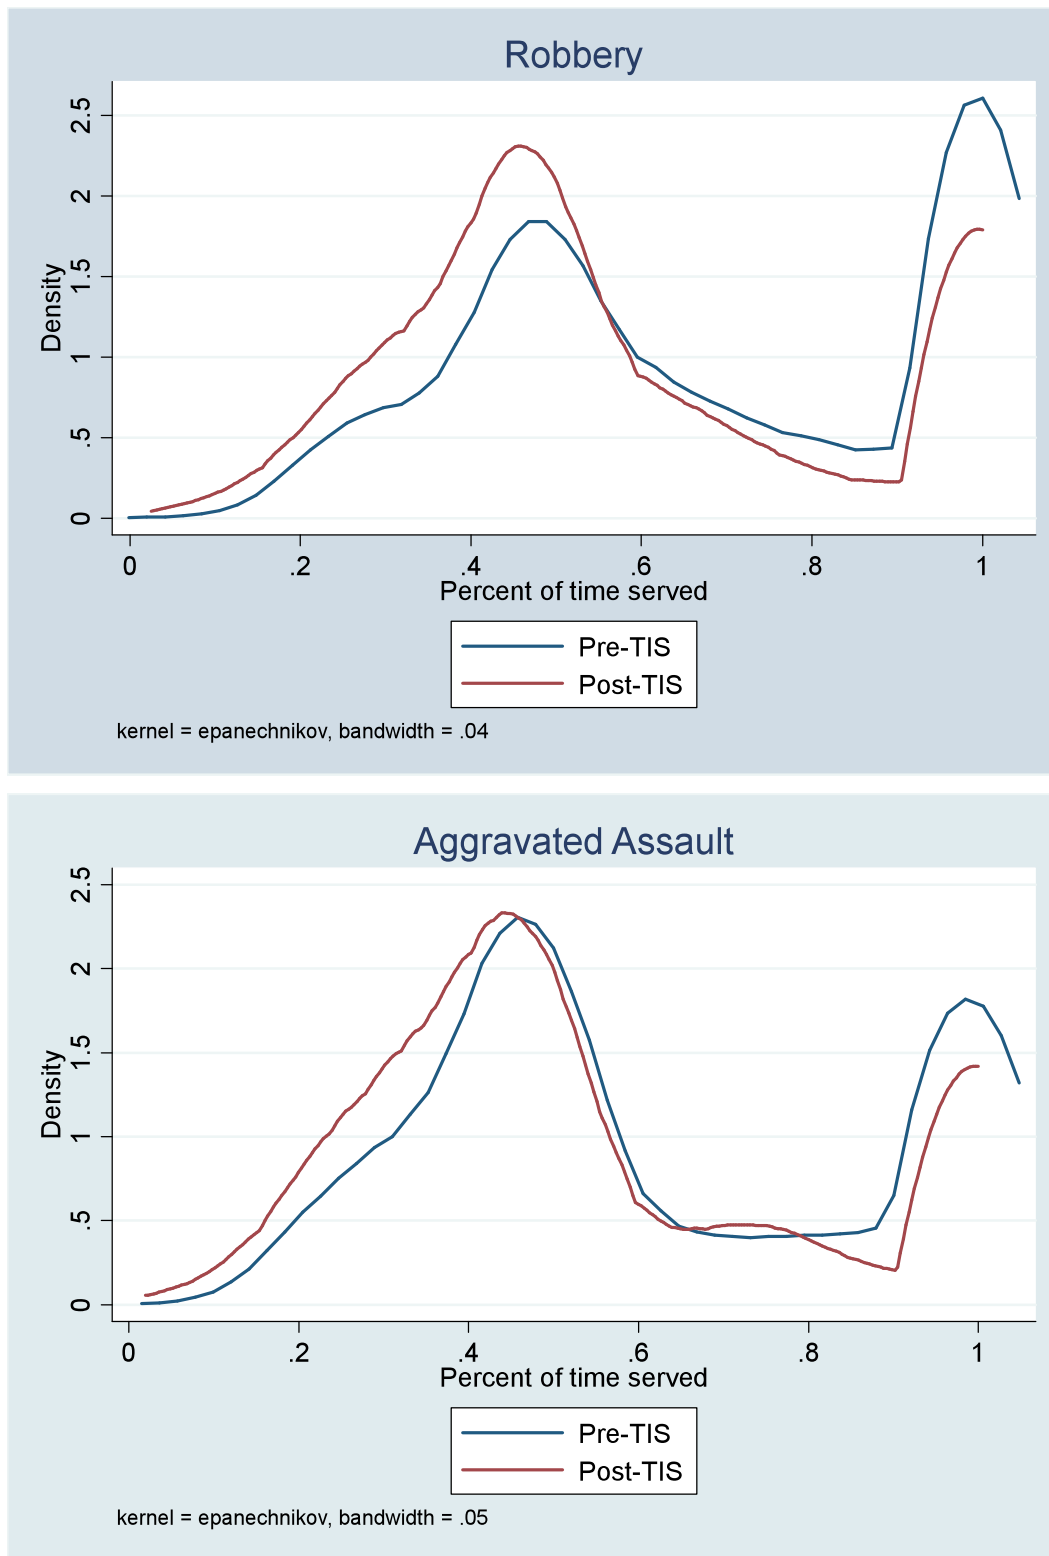 Robbery
Density
2.5
2
1.5
1
.5
0
0 .2 .4 .6 .8 1
Percent of time served
Pre-TIS
Post-TIS
kernel = epanechnikov, bandwidth = .04
Aggravated Assault
Density
2.5
2
1.5
1
.5
0
0 .2 .4 .6 .8 1
Percent of time served
Pre-TIS
Post-TIS
kernel = epanechnikov, bandwidth = .05